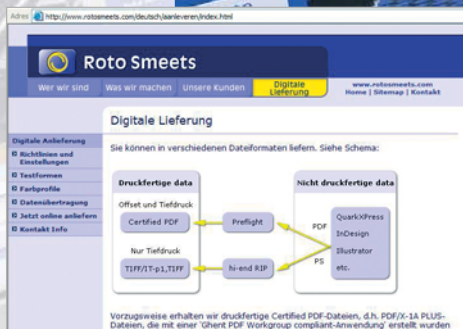 Adres http://www.rotosmeets.com/deutsch/aanleveren/index.html
Roto Smeets
Wer wir sind Was wir machen Unsere Kunden Digitale Lieferung
www.rotosmeets.com
Home | Sitemap | Kontakt
Digitale Lieferung
Digitale Anlieferung
Richtlinien und
Einstellungen
Testformen
Farbprofile
Datenübertragung
Jetzt online anliefern
Kontakt Info
Sie können in verschiedenen Dateiformaten liefern. Siehe Schema:
Druckfertige data
Offset und Tiefdruck
Certified PDF
Nur Tiefdruck
TIFF/IT-p1,TIFF
Preflight
hi-end RIP
PDF
PS
Nicht druckfertige data
QuarkXPress
InDesign
Illustrator
etc.
Vorzugsweise erhalten wir druckfertige Certified PDF-Dateien, d.h. PDF/X-1A PLUS-
Dateien, die mit einer 'Ghent PDF Workgroup compliant-Anwendung' erstellt wurden